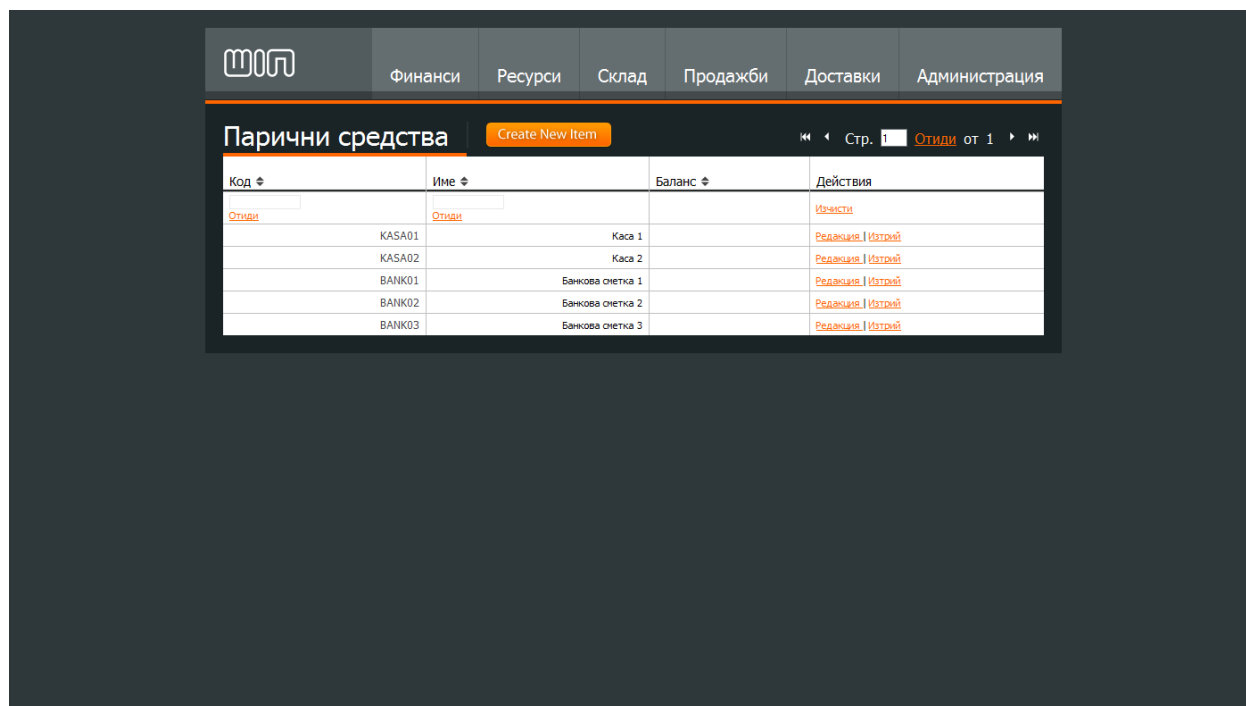 Финанси Ресурси Склад Продажби Доставки Администрация
Парични средства Create New Item Стр. 1 Отиди от 1
Код Име Баланс Действия
Отиди Отиди Изчисти
KASA01 Каса 1 Редакция | Изтрий
KASA02 Каса 2 Редакция | Изтрий
BANK01 Банкова сметка 1 Редакция | Изтрий
BANK02 Банкова сметка 2 Редакция | Изтрий
BANK03 Банкова сметка 3 Редакция | Изтрий